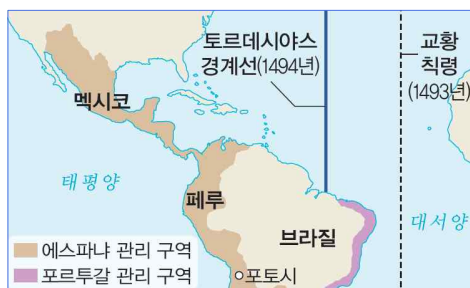 토르데시야스
경계선(1494년)
교황
칙령
(1493년)
멕시코
태평양
페루
브라질
대서양
에스파냐 관리 구역
포르투갈 관리 구역
포토시